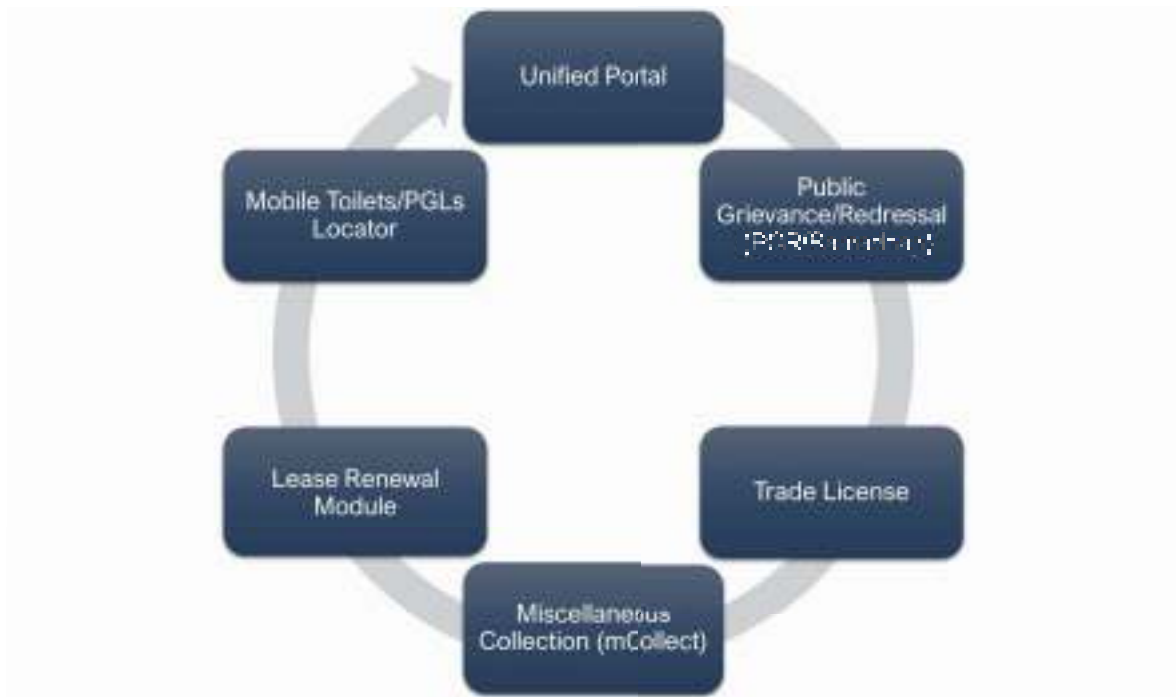 Unified Portal
Public
Grievance/Redressal
Trade License
Miscellaneous
Collection (mCollect)
Lease Renewal
Module
Mobile Toilets/PGLs
Locator